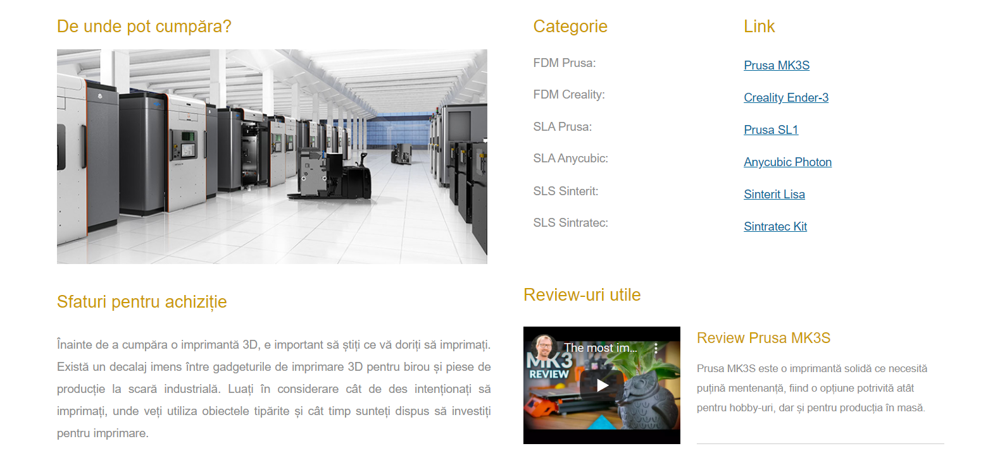 De unde pot cumpăra?
Categorie
Link
FDM Prusa:
Prusa MK3S
FDM Creality:
Creality Ender-3
SLA Prusa:
Prusa SL1
SLA Anycubic:
Anycubic Photon
SLS Sinterit:
Sinterit Lisa
SLS Sintratec:
Sintratec Kit
Sfaturi pentru achiziție
Înainte de a cumpăra o imprimantă 3D, e important să știți ce vă doriți să imprimați.
Există un decalaj imens între gadgeturile de imprimare 3D pentru birou și piese de
producție la scară industrială. Luați în considerare cât de des intenționați să
imprimați, unde veți utiliza obiectele tipărite și cât timp sunteți dispus să investiți
pentru imprimare.
Review-uri utile
The most im...
MK3
REVIEW
Review Prusa MK3S
Prusa MK3S este o imprimantă solidă ce necesită
puțină mentenanță, fiind o opțiune potrivită atât
pentru hobby-uri, dar și pentru producția în masă.